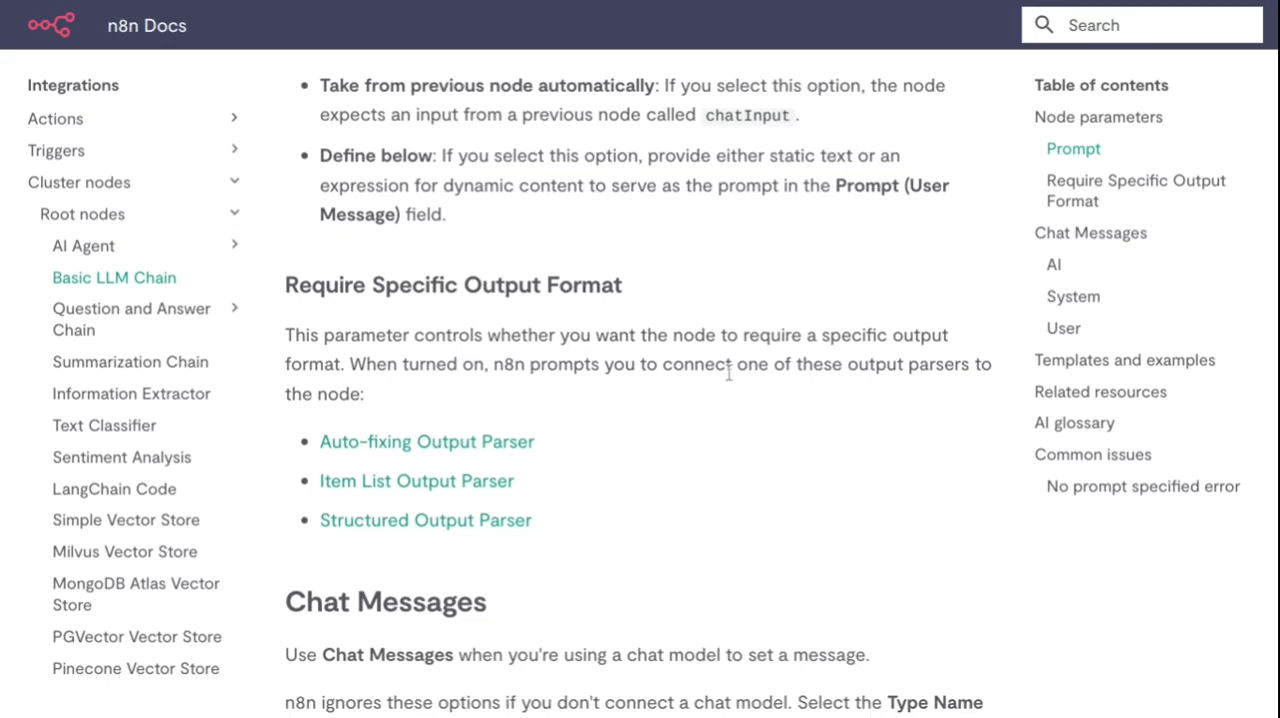 n8n Docs
Search
Integrations
Actions
Triggers
Cluster nodes
Root nodes
AI Agent
Basic LLM Chain
Question and Answer
Chain
Summarization Chain
Information Extractor
Text Classifier
Sentiment Analysis
LangChain Code
Simple Vector Store
Milvus Vector Store
MongoDB Atlas Vector
Store
PGVector Vector Store
Pinecone Vector Store
• Take from previous node automatically: If you select this option, the node
expects an input from a previous node called chatInput.
• Define below: If you select this option, provide either static text or an
expression for dynamic content to serve as the prompt in the Prompt (User
Message) field.
Require Specific Output Format
This parameter controls whether you want the node to require a specific output
format. When turned on, n8n prompts you to connect one of these output parsers to
the node:
• Auto-fixing Output Parser
• Item List Output Parser
• Structured Output Parser
Chat Messages
Use Chat Messages when you're using a chat model to set a message.
n8n ignores these options if you don't connect a chat model. Select the Type Name
Table of contents
Node parameters
Prompt
Require Specific Output
Format
Chat Messages
AI
System
User
Templates and examples
Related resources
AI glossary
Common issues
No prompt specified error